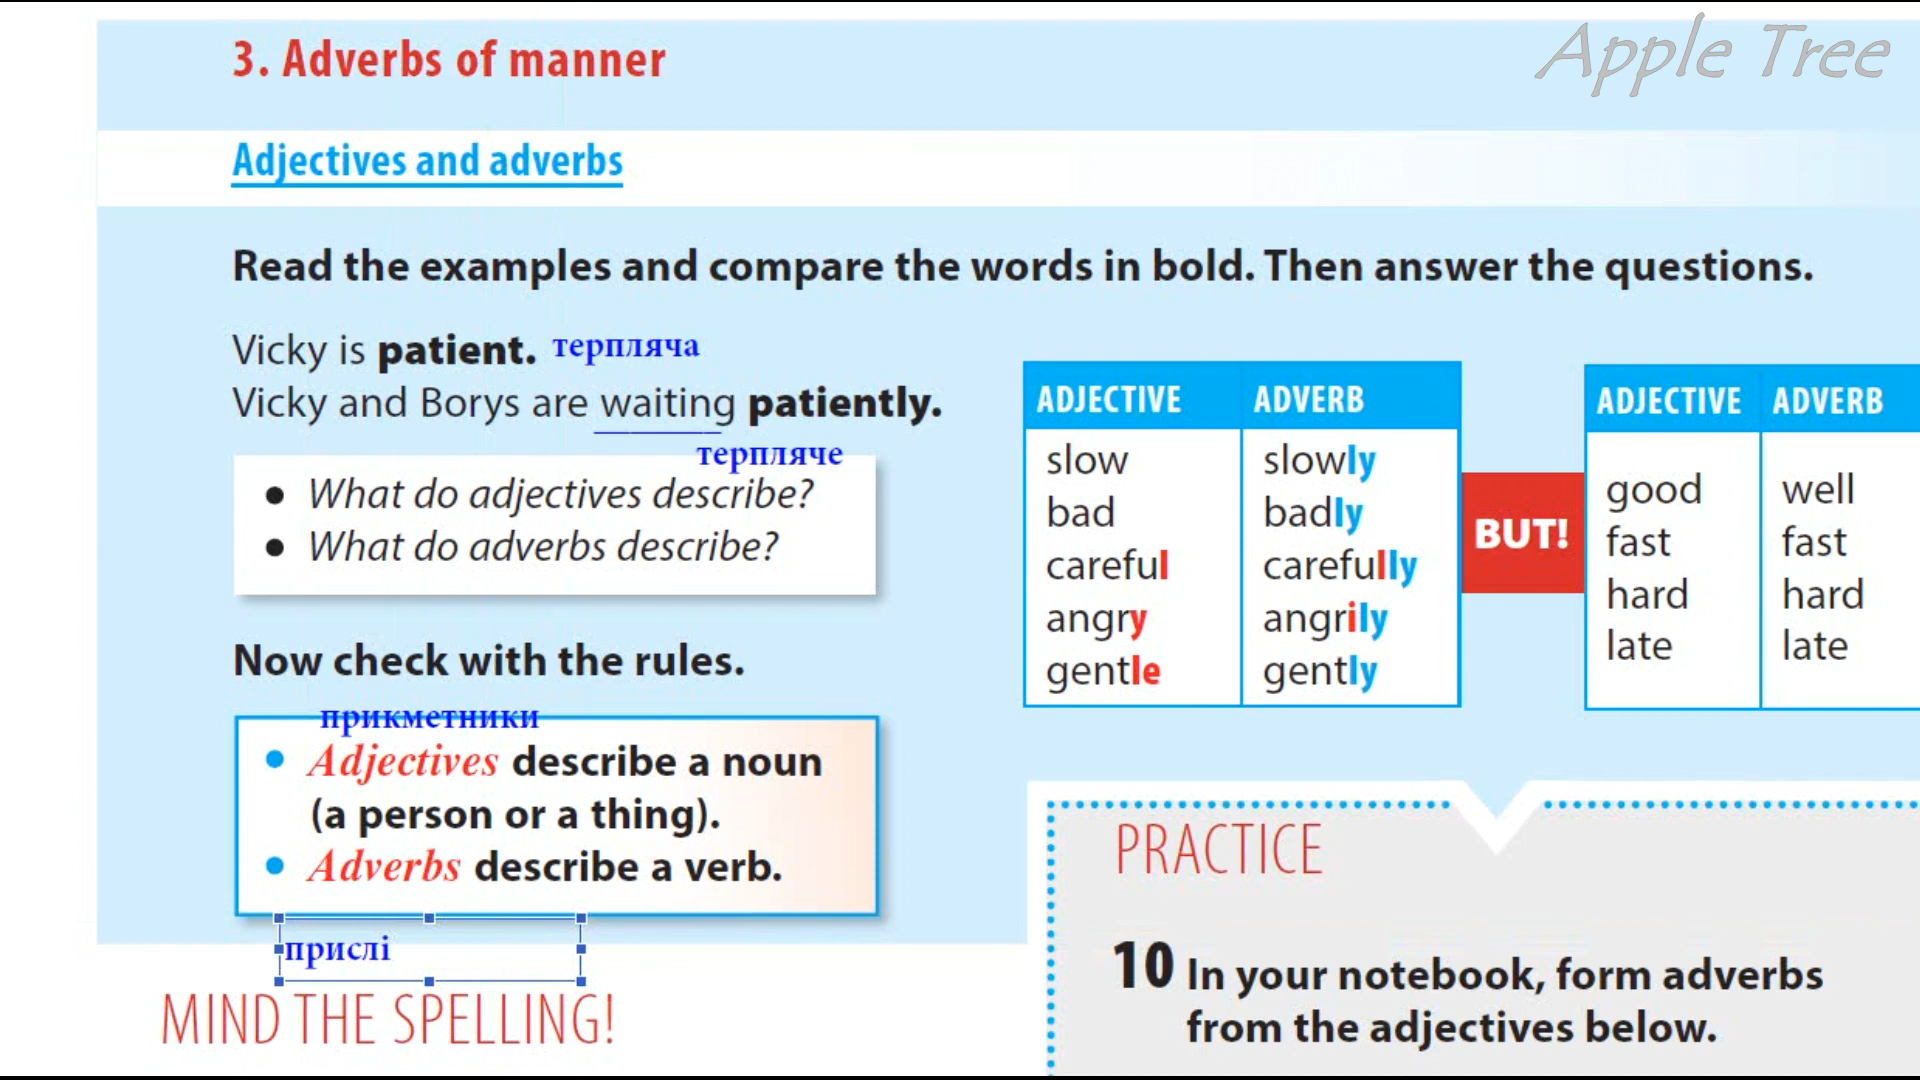 Apple Tree
3. Adverbs of manner
Adjectives and adverbs
Read the examples and compare the words in bold. Then answer the questions.
Vicky is patient. терпляча
Vicky and Borys are waiting patiently.
терпляче
● What do adjectives describe?
● What do adverbs describe?
Now check with the rules.
прикметники
● Adjectives describe a noun
(a person or a thing).
● Adverbs describe a verb.
прислі
MIND THE SPELLING!
ADJECTIVE ADVERB
slow slowly
bad badly
careful carefully
angry angrily
gentle gently
BUT!
ADJECTIVE ADVERB
good well
fast fast
hard hard
late late
PRACTICE
10 In your notebook, form adverbs
from the adjectives below.